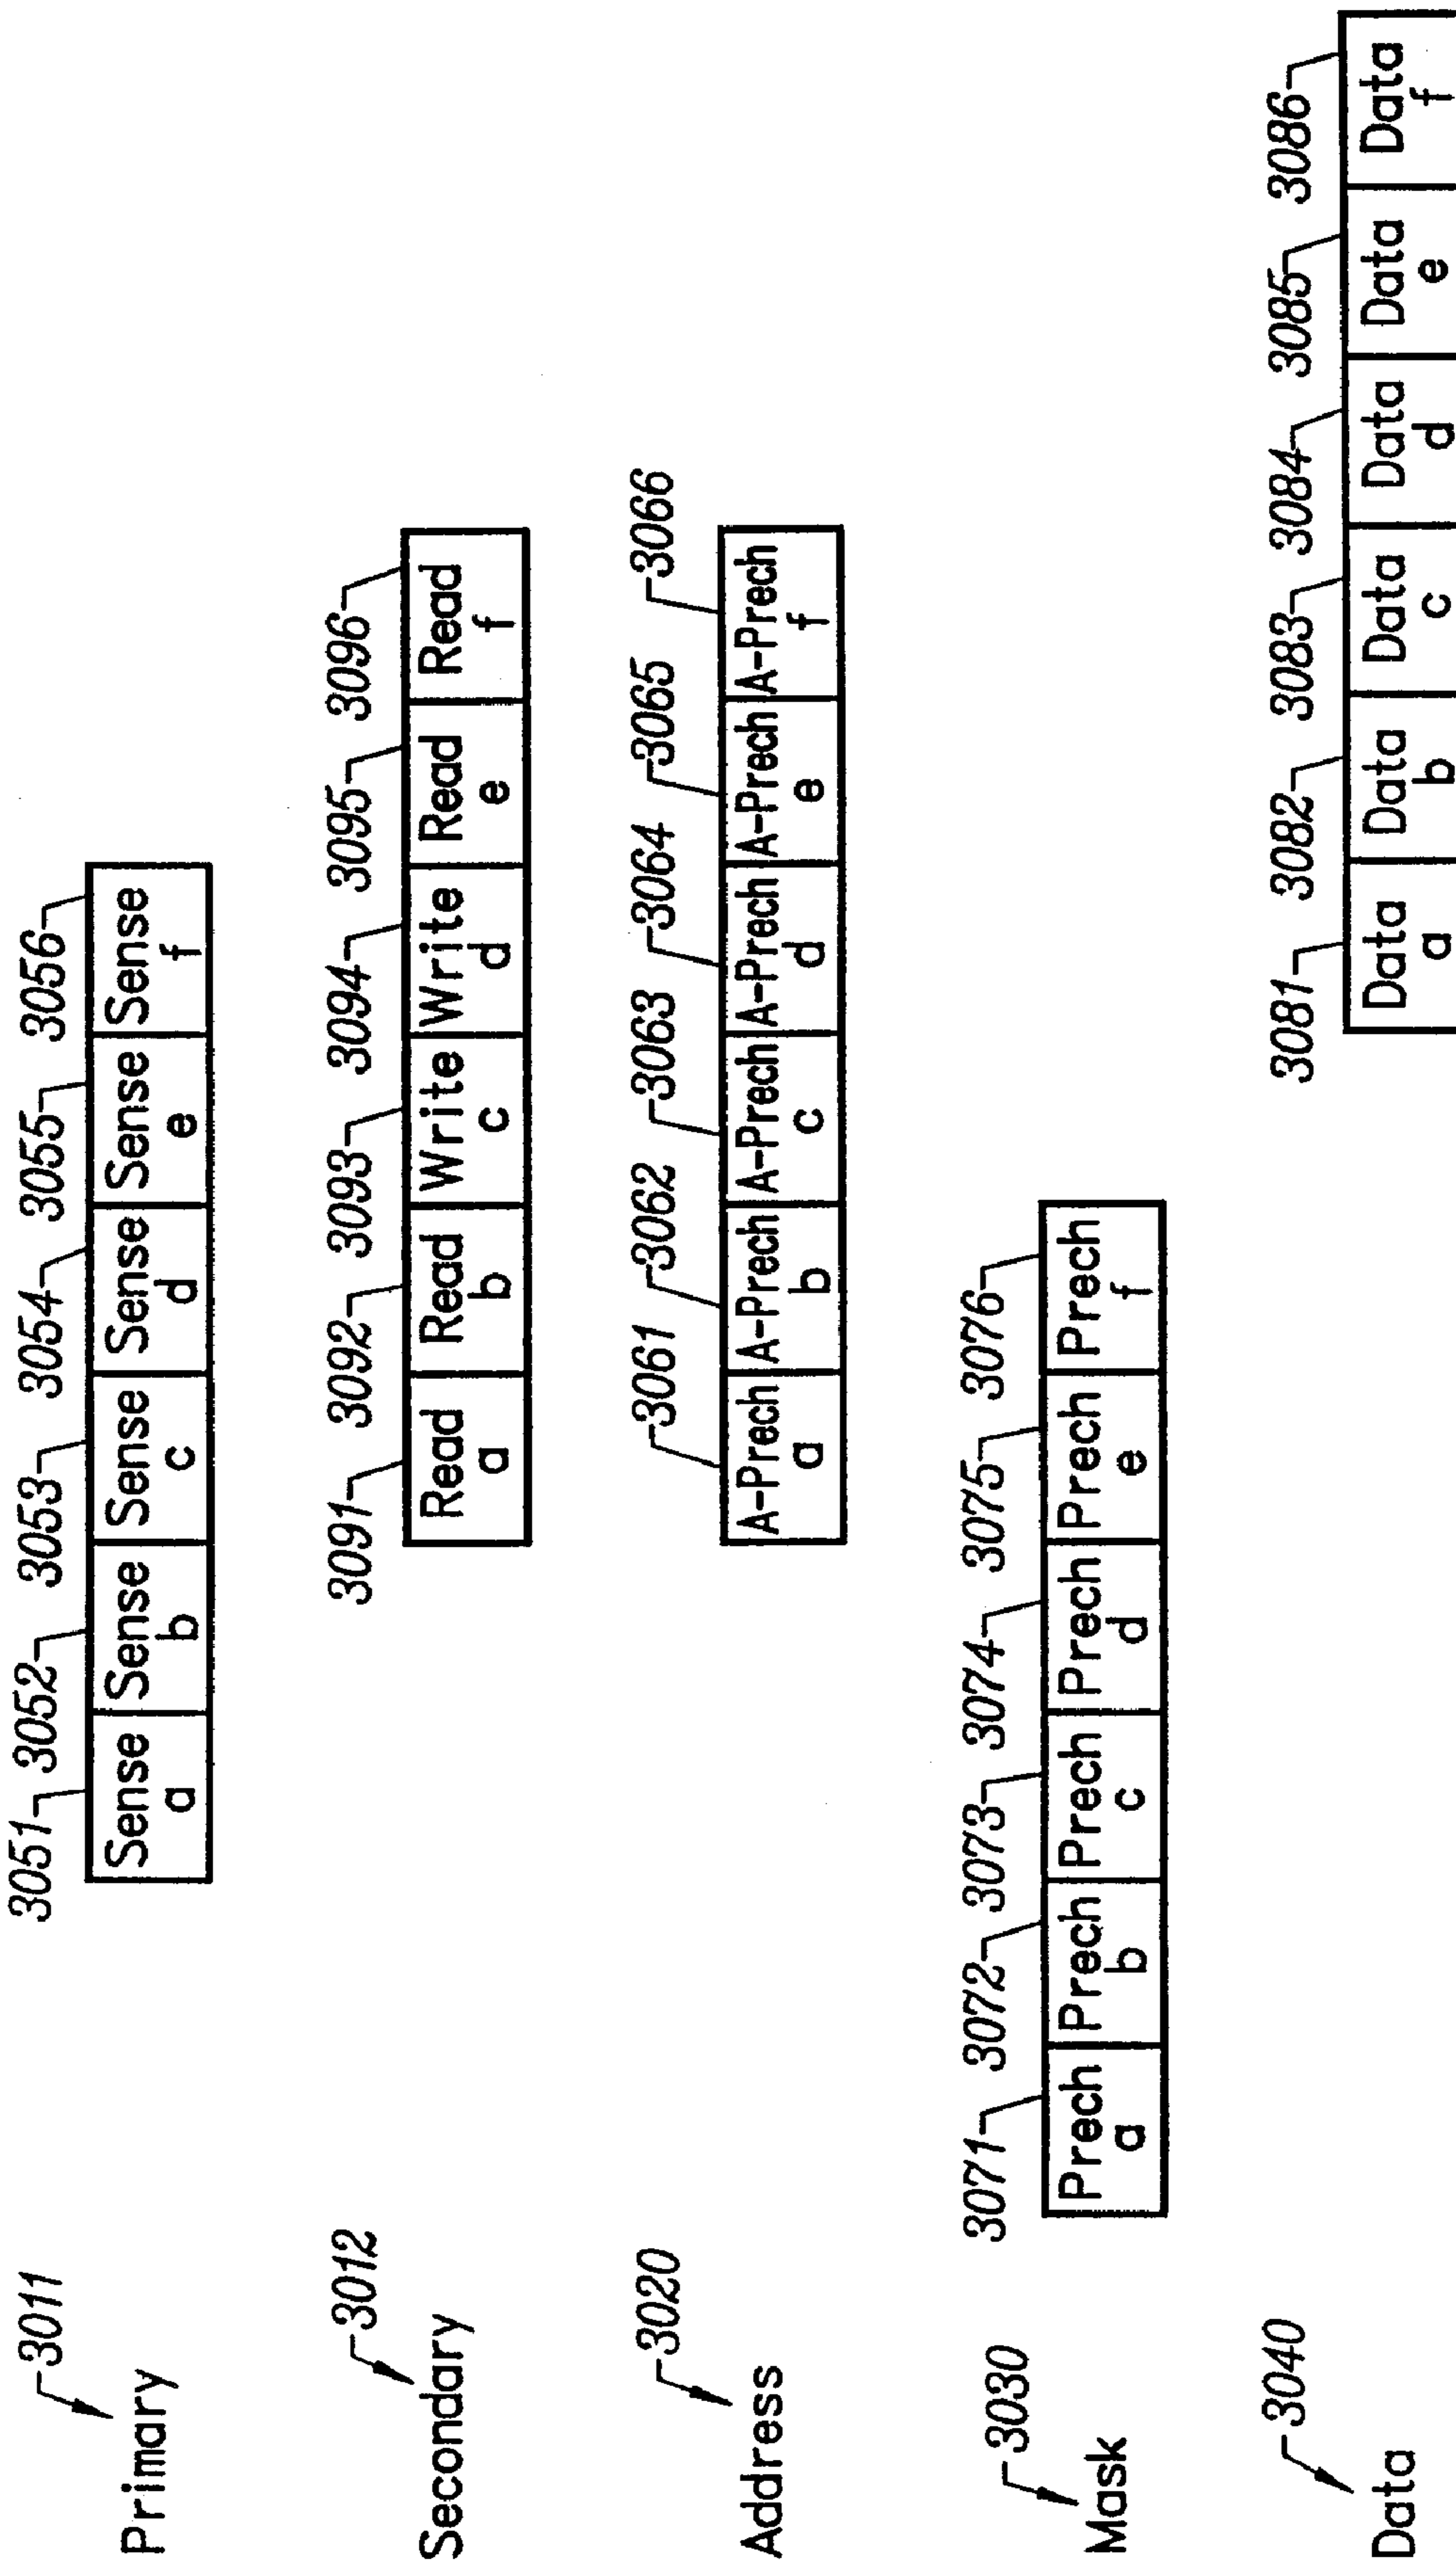 3011
Primary
3051 3052 3053 3054 3055 3056
Sense Sense Sense Sense Sense Sense
a b c d e f
3012
Secondary
3091 3092 3093 3094 3095 3096
Read Read Write Write Read Read
a b c d e f
3020
Address
3061 3062 3063 3064 3065 3066
A-Prech A-Prech A-Prech A-Prech A-Prech A-Prech
a b c d e f
3030
Mask
3071 3072 3073 3074 3075 3076
Prech Prech Prech Prech Prech Prech
a b c d e f
3040
Data
3081 3082 3083 3084 3085 3086
Data Data Data Data Data Data
a b c d e f